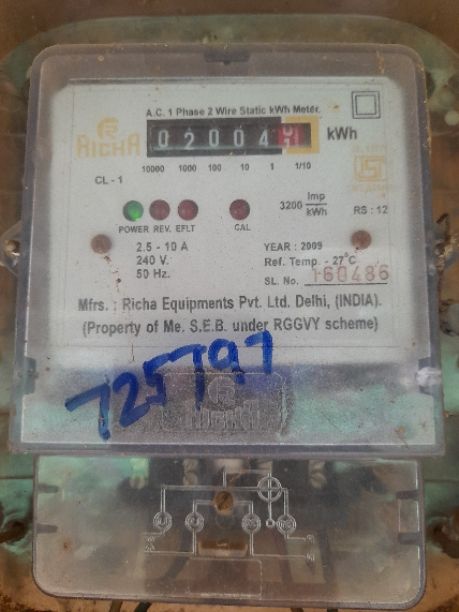 RICHA
A.C. 1 Phase 2 Wire Static kWh Meter.
02004 kWh
10000 1000 100 10 1 1/10
CL - 1
3200 Imp/kWh
RS : 12
POWER REV. EFLT CAL
2.5 - 10 A
240 V.
50 Hz.
YEAR : 2009
Ref. Temp. - 27°C
SL. No. 160486
Mfrs. : Richa Equipments Pvt. Ltd. Delhi, (INDIA).
(Property of Me. S.E.B. under RGGVY scheme)
725797
RICHA